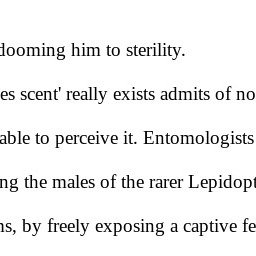 dooming him to sterility.
es scent' really exists admits of no
able to perceive it. Entomologists
ng the males of the rarer Lepidopt
ns, by freely exposing a captive fe